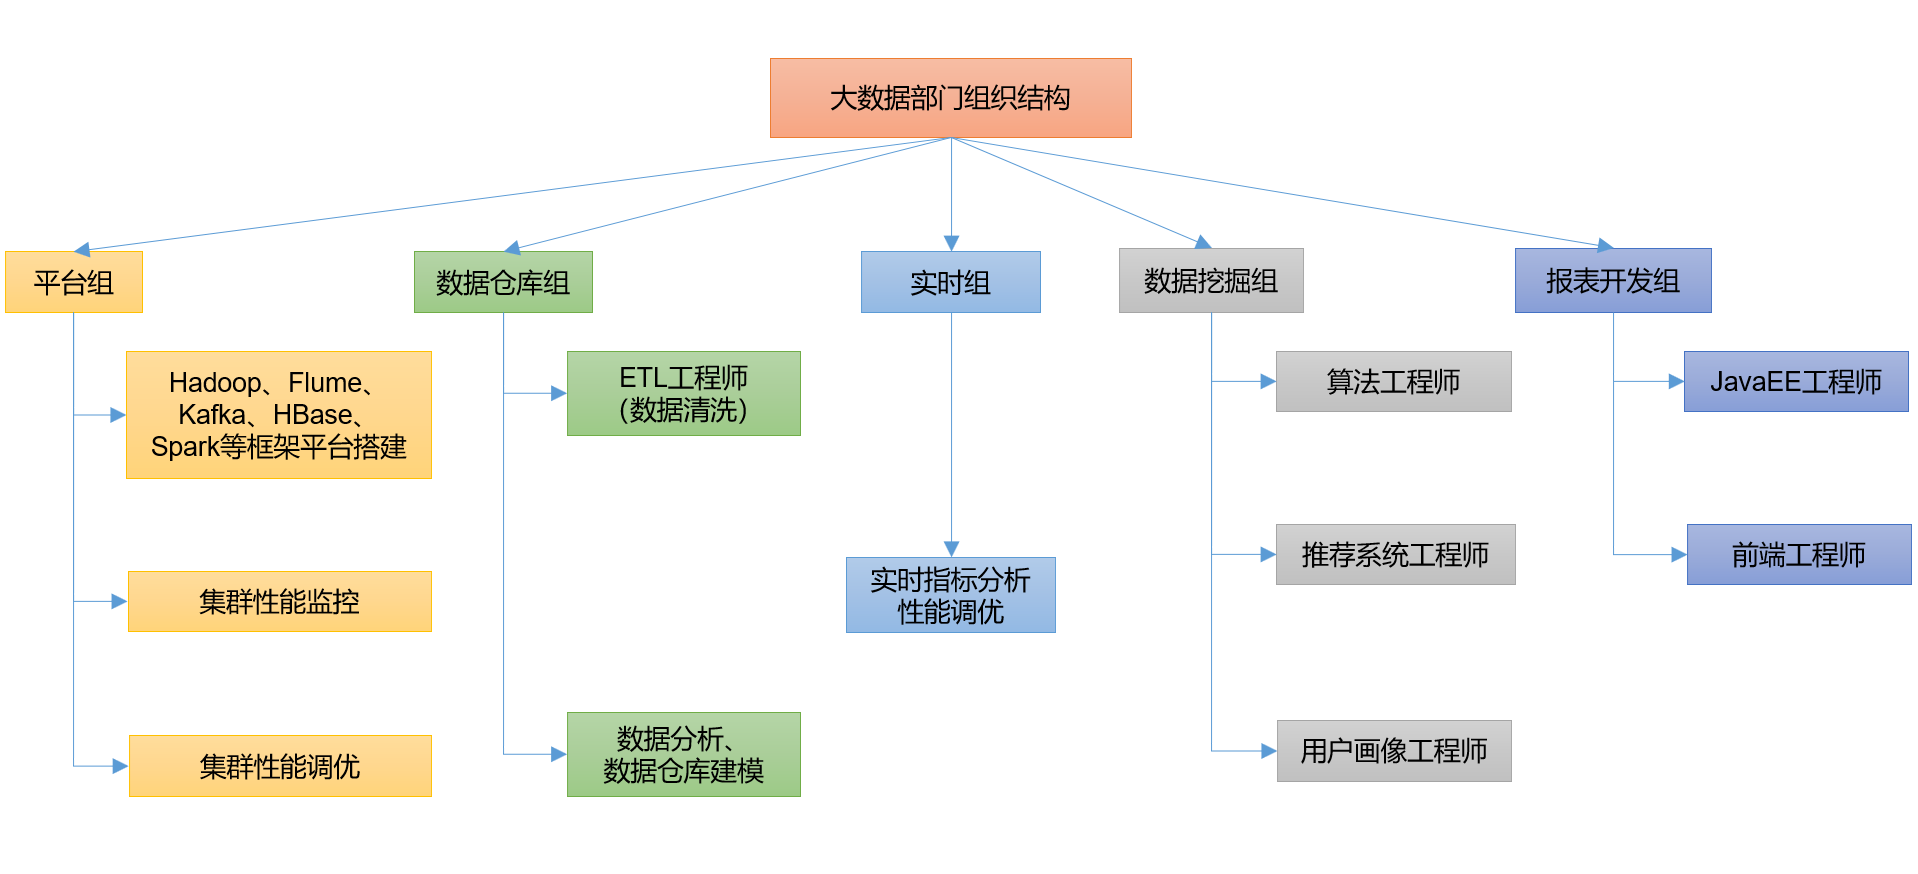 大数据部门组织结构
平台组
数据仓库组
实时组
数据挖掘组
报表开发组
Hadoop、Flume、
Kafka、HBase、
Spark等框架平台搭建
集群性能监控
集群性能调优
ETL工程师
（数据清洗）
数据分析、
数据仓库建模
实时指标分析
性能调优
算法工程师
推荐系统工程师
用户画像工程师
JavaEE工程师
前端工程师